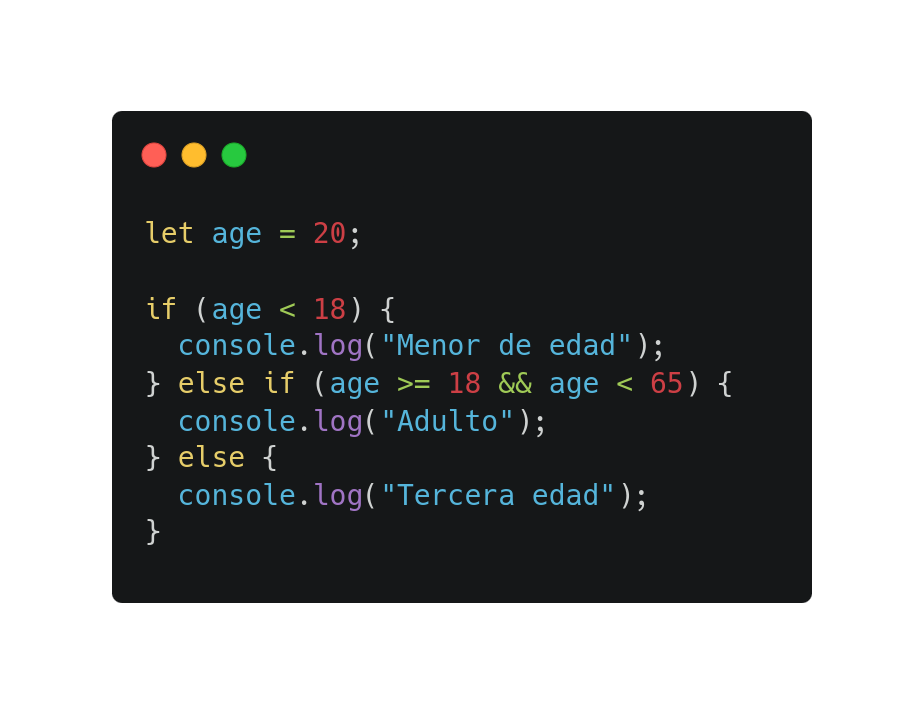 let age = 20;

if (age < 18) {
  console.log("Menor de edad");
} else if (age >= 18 && age < 65) {
  console.log("Adulto");
} else {
  console.log("Tercera edad");
}